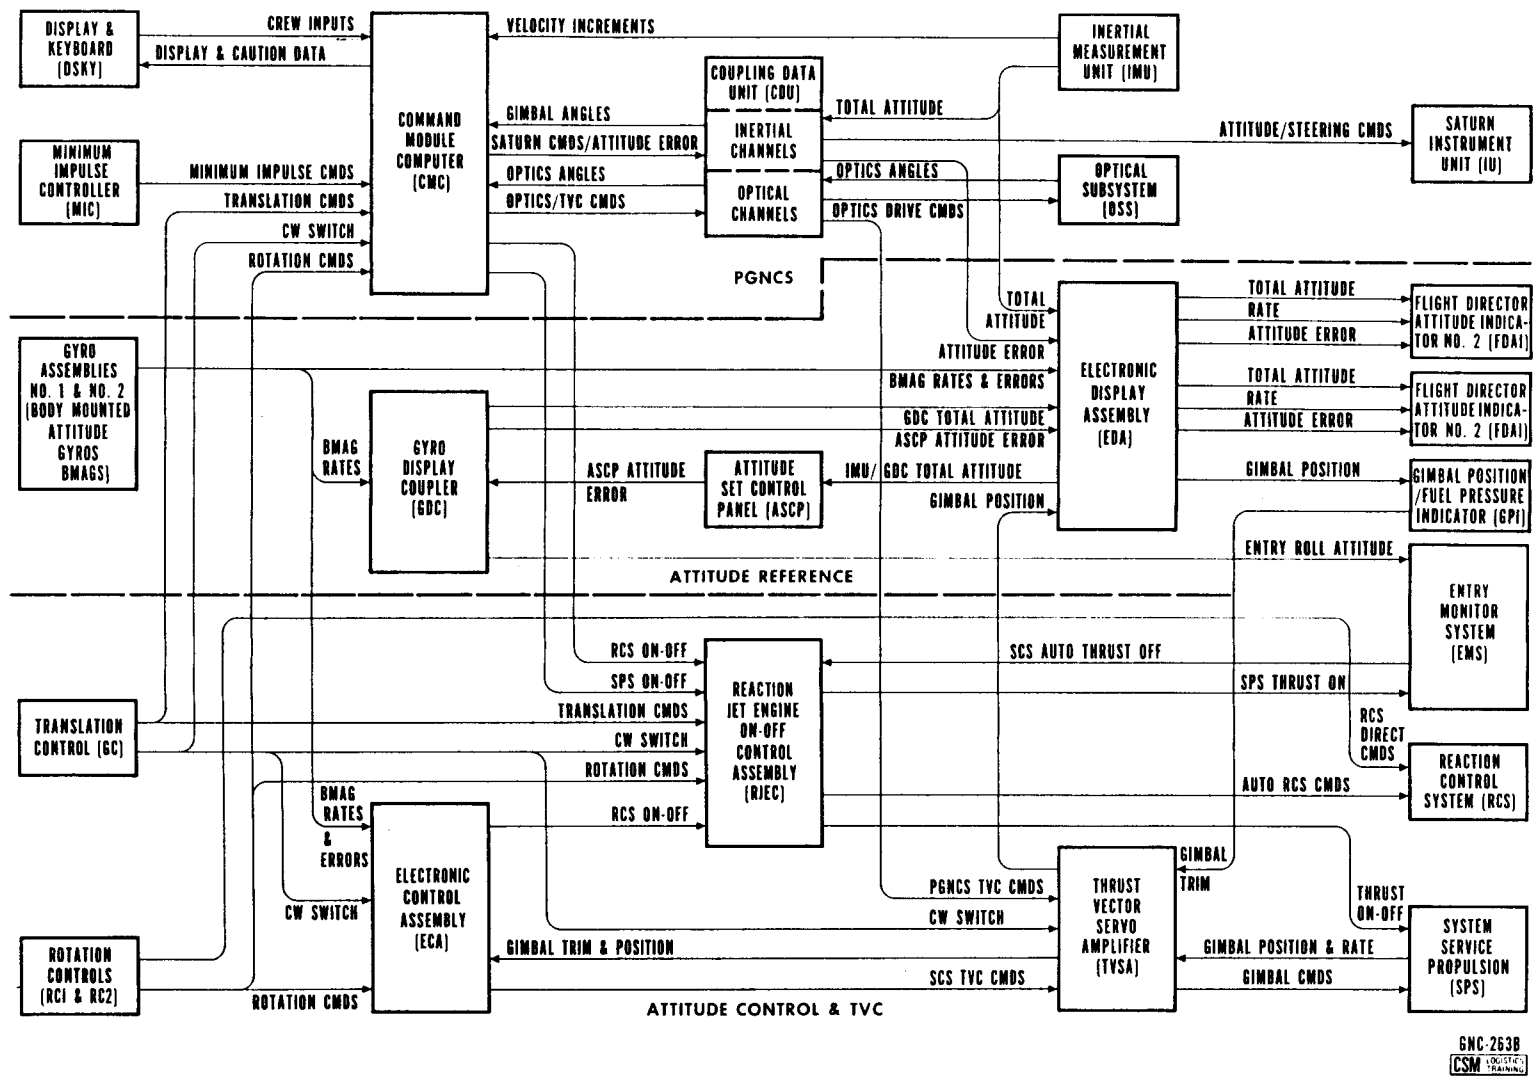 DISPLAY &
KEYBOARD
(DSKY)
CREW INPUTS
DISPLAY & CAUTION DATA
MINIMUM
IMPULSE
CONTROLLER
(MIC)
MINIMUM IMPULSE CMDS
TRANSLATION CMDS
CW SWITCH
ROTATION CMDS
COMMAND
MODULE
COMPUTER
(CMC)
VELOCITY INCREMENTS
GIMBAL ANGLES
SATURN CMDS/ATTITUDE ERROR
OPTICS ANGLES
OPTICS/TVC CMDS
COUPLING DATA
UNIT (CDU)
INERTIAL
CHANNELS
OPTICAL
CHANNELS
INERTIAL
MEASUREMENT
UNIT (IMU)
TOTAL ATTITUDE
ATTITUDE/STEERING CMDS
SATURN
INSTRUMENT
UNIT (IU)
OPTICS ANGLES
OPTICS DRIVE CMDS
OPTICAL
SUBSYSTEM
(OSS)
PGNCS
GYRO
ASSEMBLIES
NO. 1 & NO. 2
(BODY MOUNTED
ATTITUDE
GYROS
BMAGS)
BMAG
RATES
GYRO
DISPLAY
COUPLER
(GDC)
TOTAL
ATTITUDE
ATTITUDE ERROR
BMAG RATES & ERRORS
GDC TOTAL ATTITUDE
ASCP ATTITUDE ERROR
ASCP ATTITUDE
ERROR
ATTITUDE
SET CONTROL
PANEL (ASCP)
IMU/ GDC TOTAL ATTITUDE
GIMBAL POSITION
ELECTRONIC
DISPLAY
ASSEMBLY
(EDA)
TOTAL ATTITUDE
RATE
ATTITUDE ERROR
FLIGHT DIRECTOR
ATTITUDE INDICA-
TOR NO. 2 (FDAI)
TOTAL ATTITUDE
RATE
ATTITUDE ERROR
FLIGHT DIRECTOR
ATTITUDE INDICA-
TOR NO. 2 (FDAI)
GIMBAL POSITION
GIMBAL POSITION
/FUEL PRESSURE
INDICATOR (GPI)
ENTRY ROLL ATTITUDE
ATTITUDE REFERENCE
ENTRY
MONITOR
SYSTEM
(EMS)
TRANSLATION
CONTROL (GC)
RCS ON-OFF
SPS ON-OFF
TRANSLATION CMDS
CW SWITCH
ROTATION CMDS
RCS ON-OFF
REACTION
JET ENGINE
ON-OFF
CONTROL
ASSEMBLY
(RJEC)
SCS AUTO THRUST OFF
SPS THRUST ON
RCS
DIRECT
CMDS
AUTO RCS CMDS
REACTION
CONTROL
SYSTEM (RCS)
BMAG
RATES
&
ERRORS
CW SWITCH
ELECTRONIC
CONTROL
ASSEMBLY
(ECA)
ROTATION
CONTROLS
(RC1 & RC2)
ROTATION CMDS
GIMBAL TRIM & POSITION
PGNCS TVC CMDS
CW SWITCH
SCS TVC CMDS
THRUST
VECTOR
SERVO
AMPLIFIER
(TVSA)
GIMBAL
TRIM
THRUST
ON-OFF
GIMBAL POSITION & RATE
GIMBAL CMDS
SYSTEM
SERVICE
PROPULSION
(SPS)
ATTITUDE CONTROL & TVC
GNC-263B
CSM LOGISTICS
TRAINING